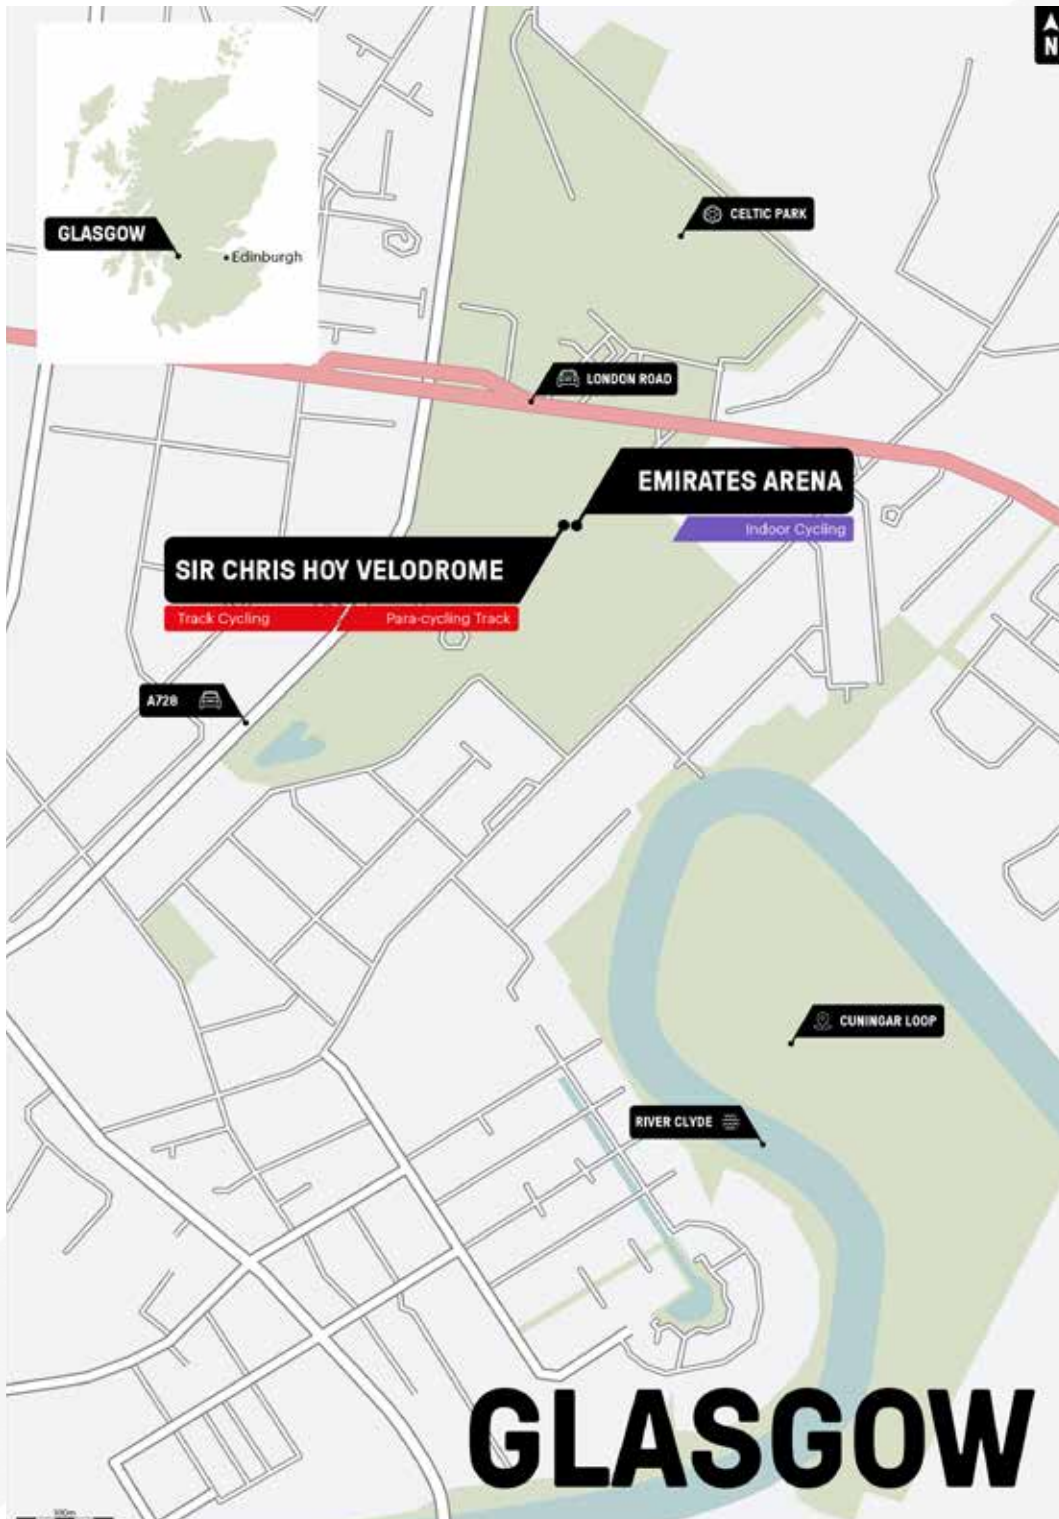 N
GLASGOW
Edinburgh
CELTIC PARK
LONDON ROAD
EMIRATES ARENA
Indoor Cycling
SIR CHRIS HOY VELODROME
Track Cycling
Para-cycling Track
A728
CUNINGAR LOOP
RIVER CLYDE
GLASGOW